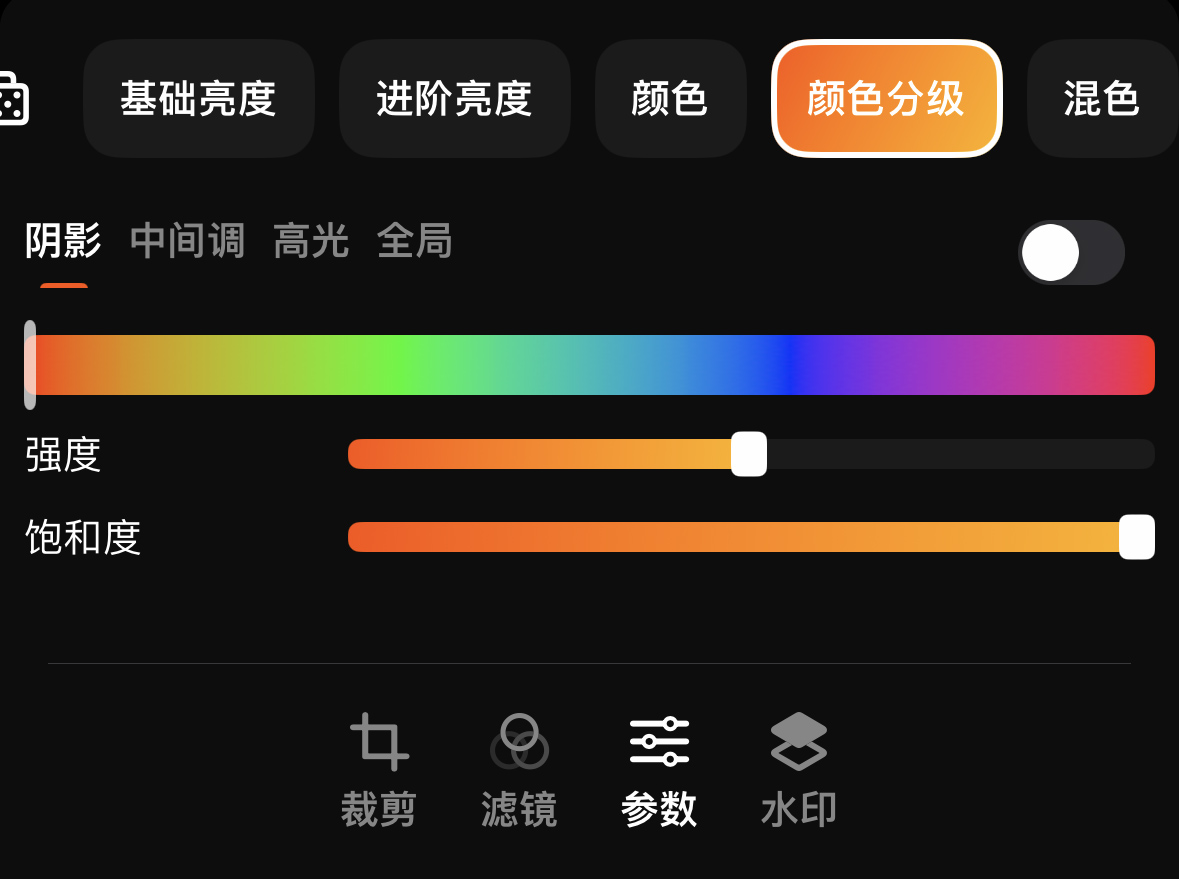 基础亮度 进阶亮度 颜色 颜色分级 混色
阴影 中间调 高光 全局
强度
饱和度
裁剪 滤镜 参数 水印